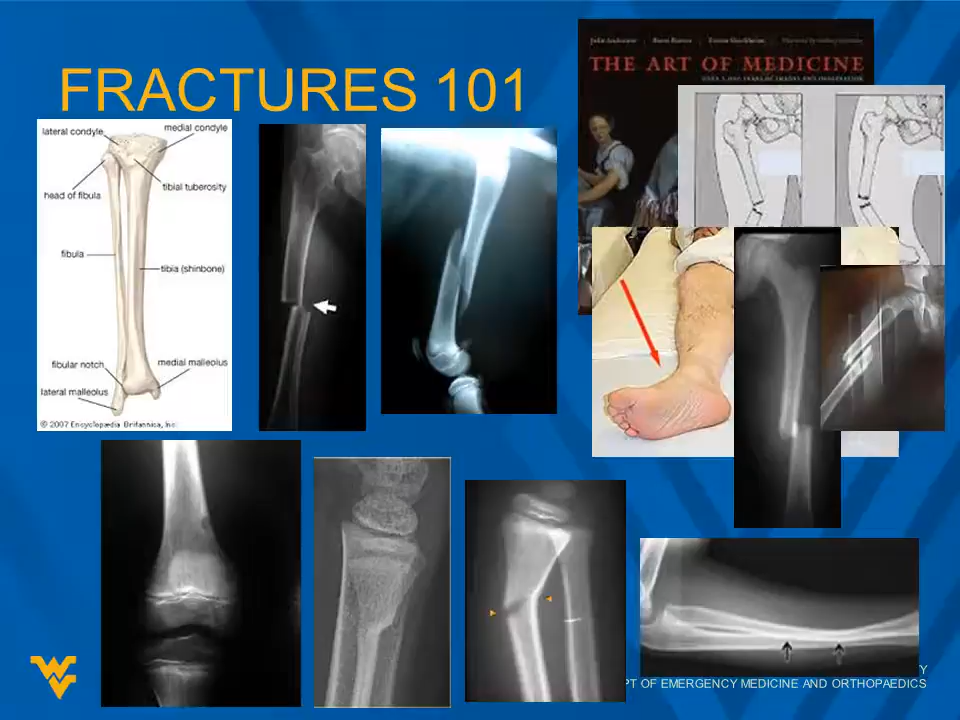 FRACTURES 101
THE ART OF MEDICINE
lateral condyle
medial condyle
tibial tuberosity
head of fibula
fibula
tibia (shinbone)
fibular notch
medial malleolus
lateral malleolus
© 2007 Encyclopædia Britannica, Inc.
WV
Y
PT OF EMERGENCY MEDICINE AND ORTHOPAEDICS